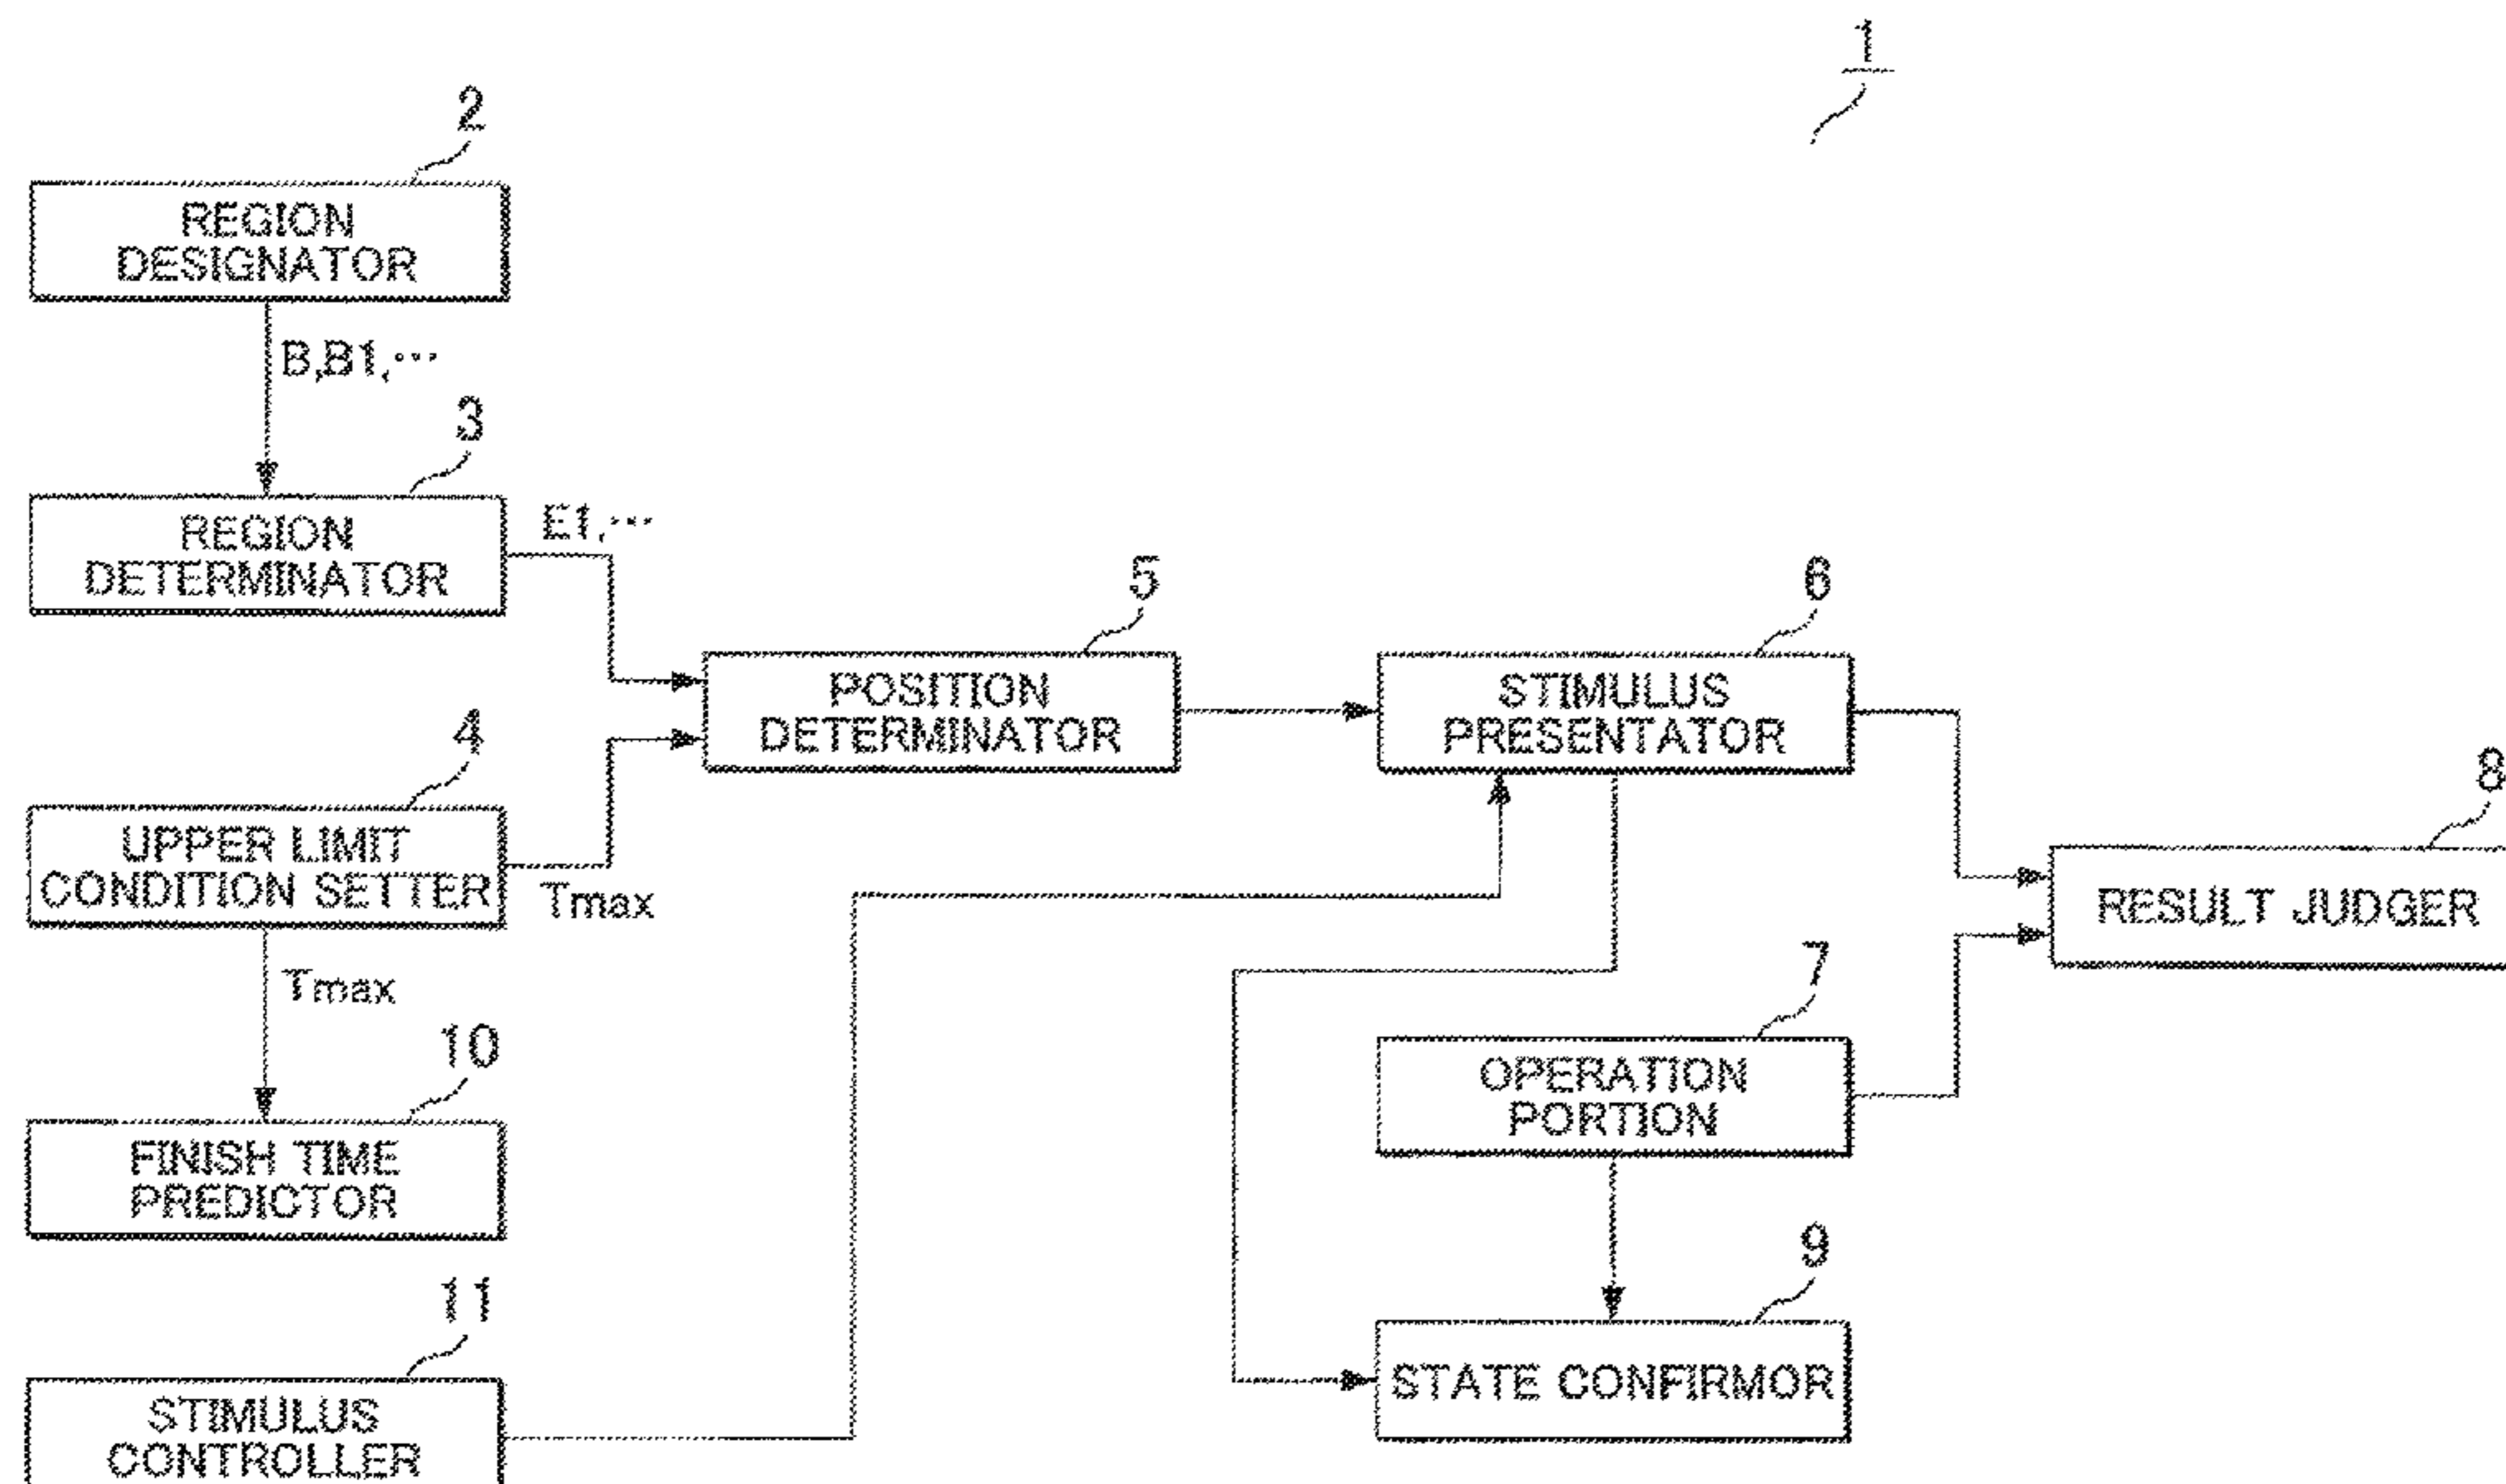 1
2
REGION
DESIGNATOR
B,B1,···
3
REGION
DETERMINATOR
E1,···
4
UPPER LIMIT
CONDITION SETTER
Tmax
Tmax
5
POSITION
DETERMINATOR
6
STIMULUS
PRESENTATOR
8
RESULT JUDGER
7
OPERATION
PORTION
10
FINISH TIME
PREDICTOR
9
STATE CONFIRMOR
11
STIMULUS
CONTROLLER